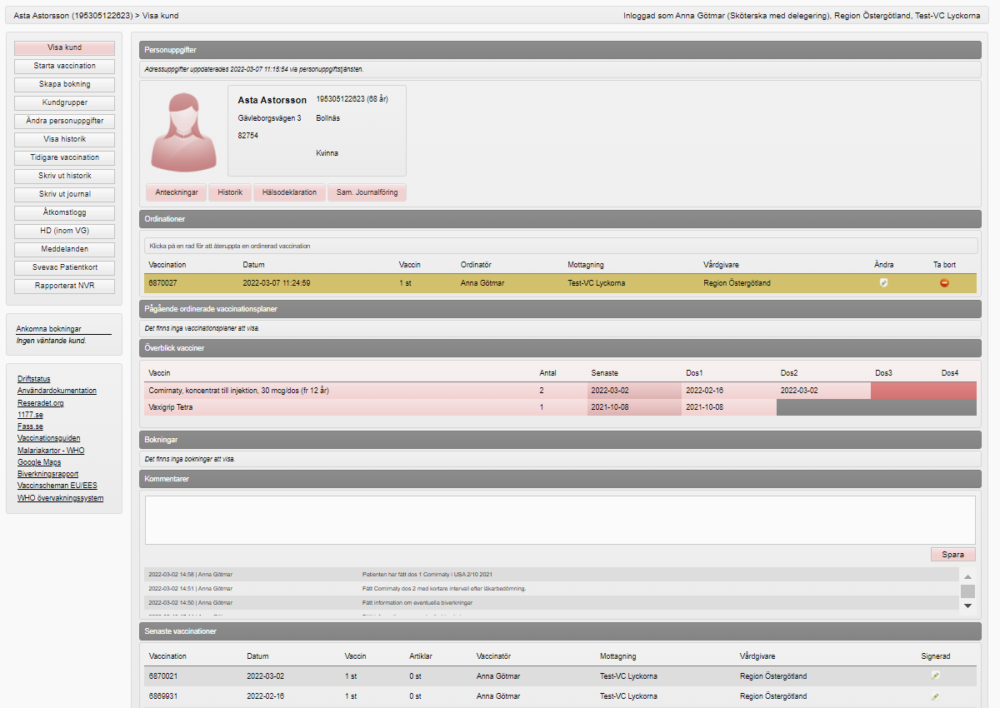 Asta Astorsson (195305122623) > Visa kund
Inloggad som Anna Götmar (Sköterska med delegering), Region Östergötland, Test-VC Lyckorna
Visa kund
Starta vaccination
Skapa bokning
Kundgrupper
Ändra personuppgifter
Visa historik
Tidigare vaccination
Skriv ut historik
Skriv ut journal
Åtkomstlogg
HD (inom VG)
Meddelanden
Svevac Patientkort
Rapporterat NVR
Ankomna bokningar
Ingen väntande kund.
Driftstatus
Användardokumentation
Reseradet.org
1177.se
Fass.se
Vaccinationsguiden
Malariakartor - WHO
Google Maps
Biverkningsrapport
Vaccinscheman EU/EES
WHO övervakningssystem
Personuppgifter
Adressuppgifter uppdaterades 2022-03-07 11:15:54 via personuppgiftstjänsten.
Asta Astorsson 195305122623 (68 år)
Gävleborgsvägen 3 Bollnäs
82754
Kvinna
Anteckningar Historik Hälsodeklaration Sam. Journalföring
Ordinationer
Klicka på en rad för att återuppta en ordinerad vaccination
Vaccination Datum Vaccin Ordinatör Mottagning Vårdgivare Ändra Ta bort
6870027 2022-03-07 11:24:59 1 st Anna Götmar Test-VC Lyckorna Region Östergötland
Pågående ordinerade vaccinationsplaner
Det finns inga vaccinationsplaner att visa.
Överblick vacciner
Vaccin Antal Senaste Dos1 Dos2 Dos3 Dos4
Comirnaty, koncentrat till injektion, 30 mcg/dos (fr 12 år) 2 2022-03-02 2022-02-16 2022-03-02
Vaxigrip Tetra 1 2021-10-08 2021-10-08
Bokningar
Det finns inga bokningar att visa.
Kommentarer
Spara
2022-03-02 14:58 | Anna Götmar Patienten har fått dos 1 Comirnaty i USA 2/10 2021
2022-03-02 14:51 | Anna Götmar Fått Comirnaty dos 2 med kortare intervall efter läkarbedömning.
2022-03-02 14:50 | Anna Götmar Fått information om eventuella biverkningar
Senaste vaccinationer
Vaccination Datum Vaccin Artiklar Vaccinatör Mottagning Vårdgivare Signerad
6870021 2022-03-02 1 st 0 st Anna Götmar Test-VC Lyckorna Region Östergötland
6869931 2022-02-16 1 st 0 st Anna Götmar Test-VC Lyckorna Region Östergötland